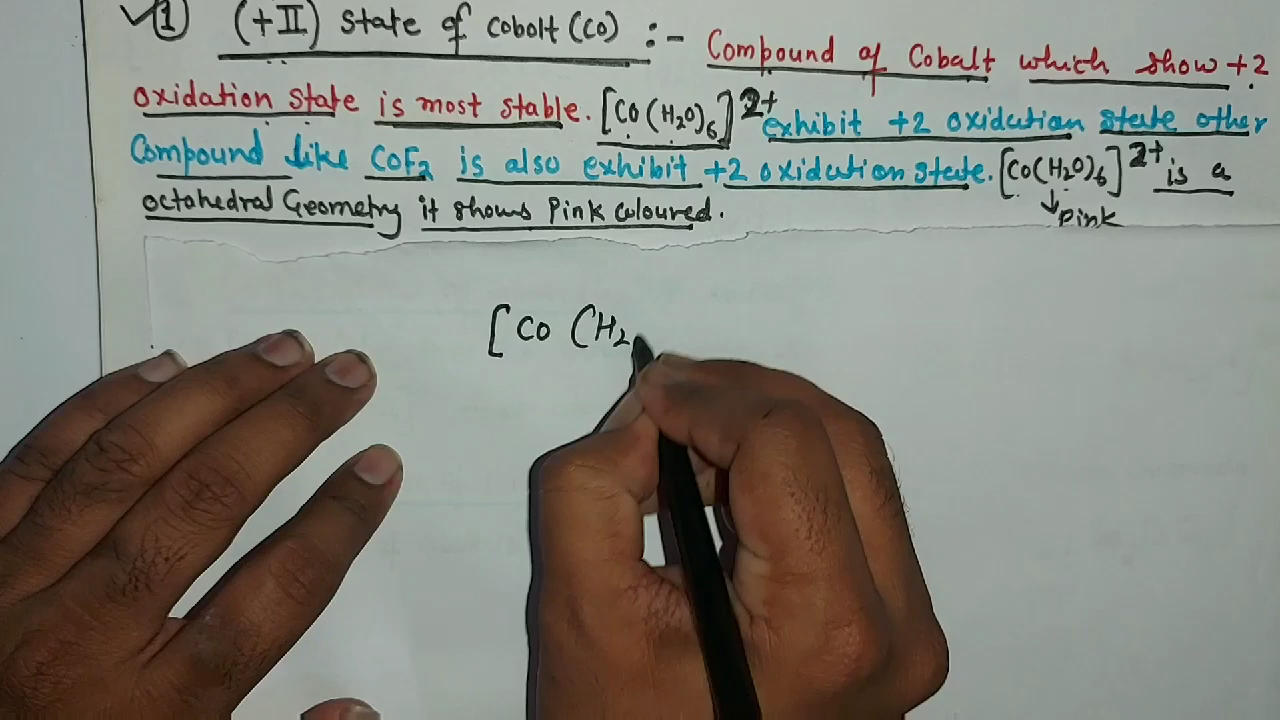 1) (+II) State of Cobolt (Co) :- Compound of Cobalt which show +2
oxidation state is most stable. [Co(H2O)6]2+ exhibit +2 oxidation state other
Compound like CoF2 is also exhibit +2 oxidation state. [Co(H2O)6]2+ is a
octahedral Geometry it shows Pink coloured.
↓Pink
[Co (H2